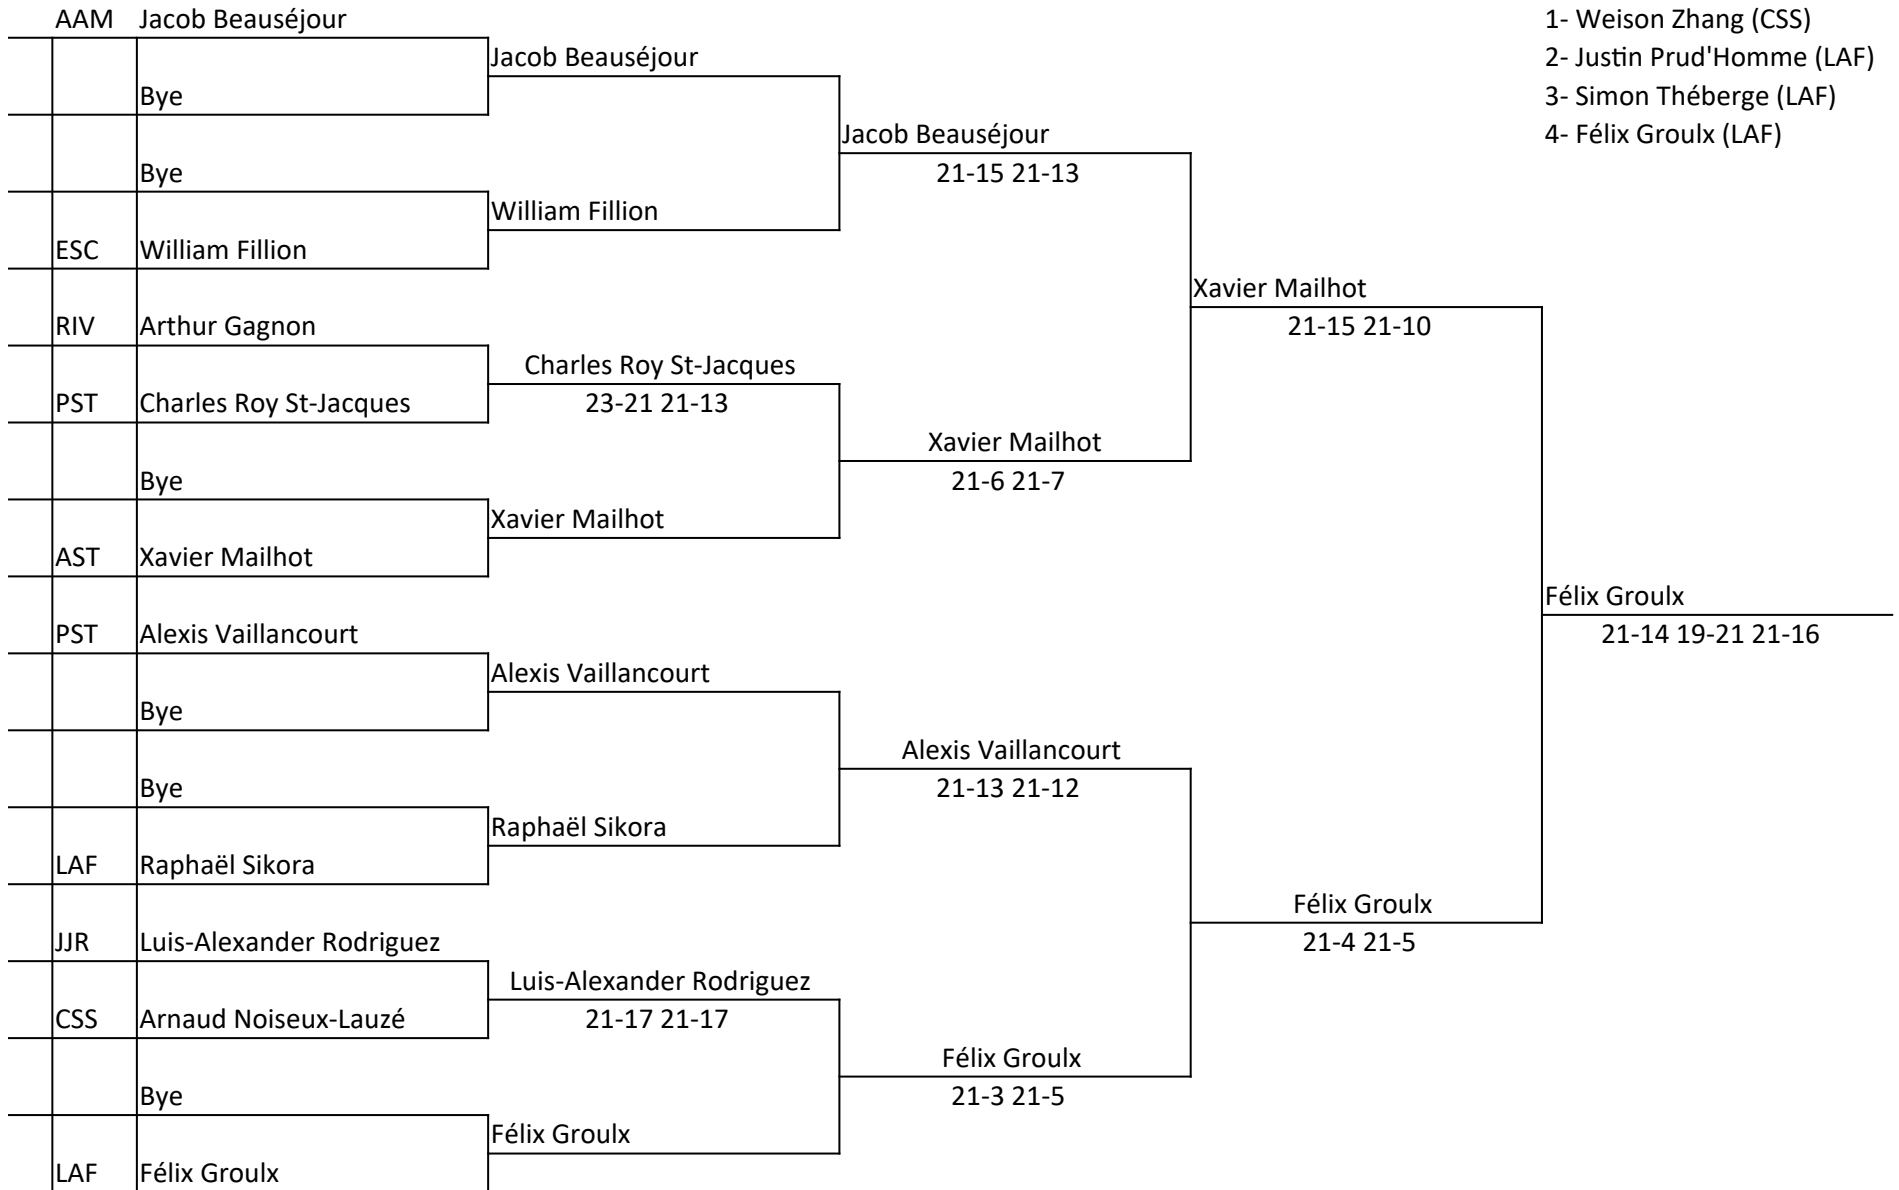 AAM Jacob Beauséjour
1- Weison Zhang (CSS)
Jacob Beauséjour
2- Justin Prud'Homme (LAF)
Bye
3- Simon Théberge (LAF)
Jacob Beauséjour
4- Félix Groulx (LAF)
Bye
21-15 21-13
William Fillion
ESC William Fillion
Xavier Mailhot
RIV Arthur Gagnon
21-15 21-10
Charles Roy St-Jacques
PST Charles Roy St-Jacques
23-21 21-13
Xavier Mailhot
Bye
21-6 21-7
Xavier Mailhot
AST Xavier Mailhot
Félix Groulx
PST Alexis Vaillancourt
21-14 19-21 21-16
Alexis Vaillancourt
Bye
Alexis Vaillancourt
Bye
21-13 21-12
Raphaël Sikora
LAF Raphaël Sikora
Félix Groulx
JJR Luis-Alexander Rodriguez
21-4 21-5
Luis-Alexander Rodriguez
CSS Arnaud Noiseux-Lauzé
21-17 21-17
Félix Groulx
Bye
21-3 21-5
Félix Groulx
LAF Félix Groulx